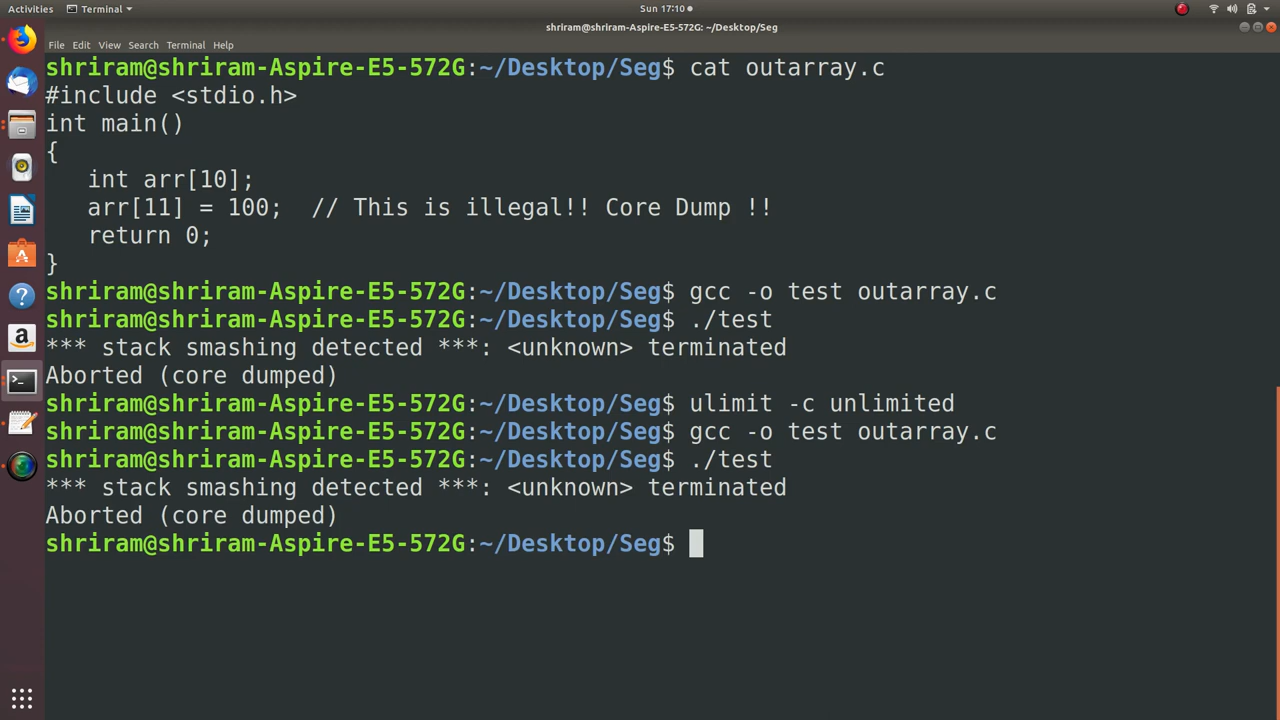 Activities Terminal Sun 17:10
shriram@shriram-Aspire-E5-572G: ~/Desktop/Seg
File Edit View Search Terminal Help
shriram@shriram-Aspire-E5-572G:~/Desktop/Seg$ cat outarray.c
#include <stdio.h>
int main()
{
   int arr[10];
   arr[11] = 100;  // This is illegal!! Core Dump !!
   return 0;
}
shriram@shriram-Aspire-E5-572G:~/Desktop/Seg$ gcc -o test outarray.c
shriram@shriram-Aspire-E5-572G:~/Desktop/Seg$ ./test
*** stack smashing detected ***: <unknown> terminated
Aborted (core dumped)
shriram@shriram-Aspire-E5-572G:~/Desktop/Seg$ ulimit -c unlimited
shriram@shriram-Aspire-E5-572G:~/Desktop/Seg$ gcc -o test outarray.c
shriram@shriram-Aspire-E5-572G:~/Desktop/Seg$ ./test
*** stack smashing detected ***: <unknown> terminated
Aborted (core dumped)
shriram@shriram-Aspire-E5-572G:~/Desktop/Seg$